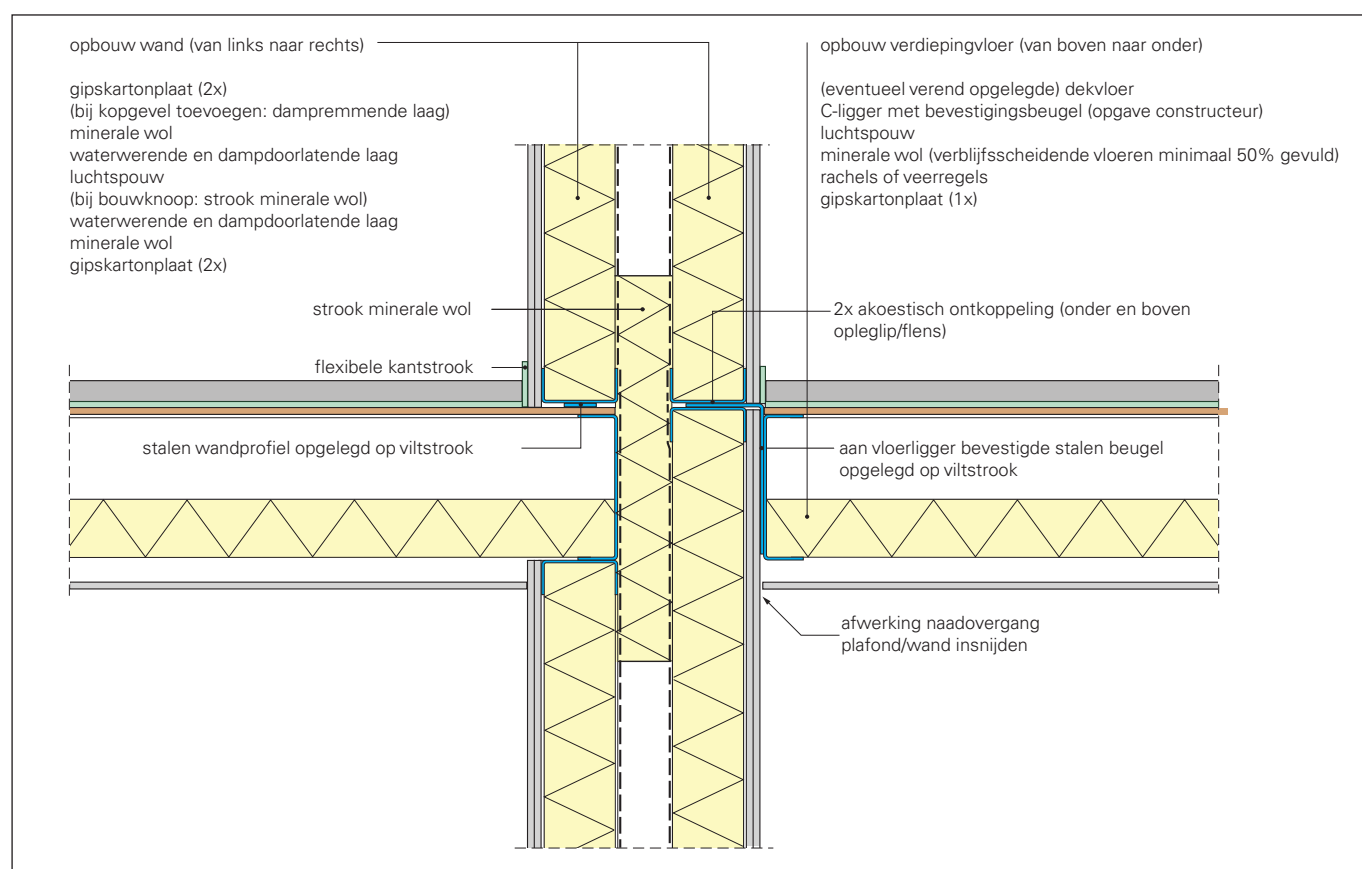 opbouw wand (van links naar rechts)
gipskartonplaat (2x)
(bij kopgevel toevoegen: dampremmende laag)
minerale wol
waterwerende en dampdoorlatende laag
luchtspouw
(bij bouwknoop: strook minerale wol)
waterwerende en dampdoorlatende laag
minerale wol
gipskartonplaat (2x)
opbouw verdiepingvloer (van boven naar onder)
(eventueel verend opgelegde) dekvloer
C-ligger met bevestigingsbeugel (opgave constructeur)
luchtspouw
minerale wol (verblijfsscheidende vloeren minimaal 50% gevuld)
rachels of veerregels
gipskartonplaat (1x)
strook minerale wol
2x akoestisch ontkoppeling (onder en boven
opleglip/flens)
flexibele kantstrook
stalen wandprofiel opgelegd op viltstrook
aan vloerligger bevestigde stalen beugel
opgelegd op viltstrook
afwerking naadovergang
plafond/wand insnijden